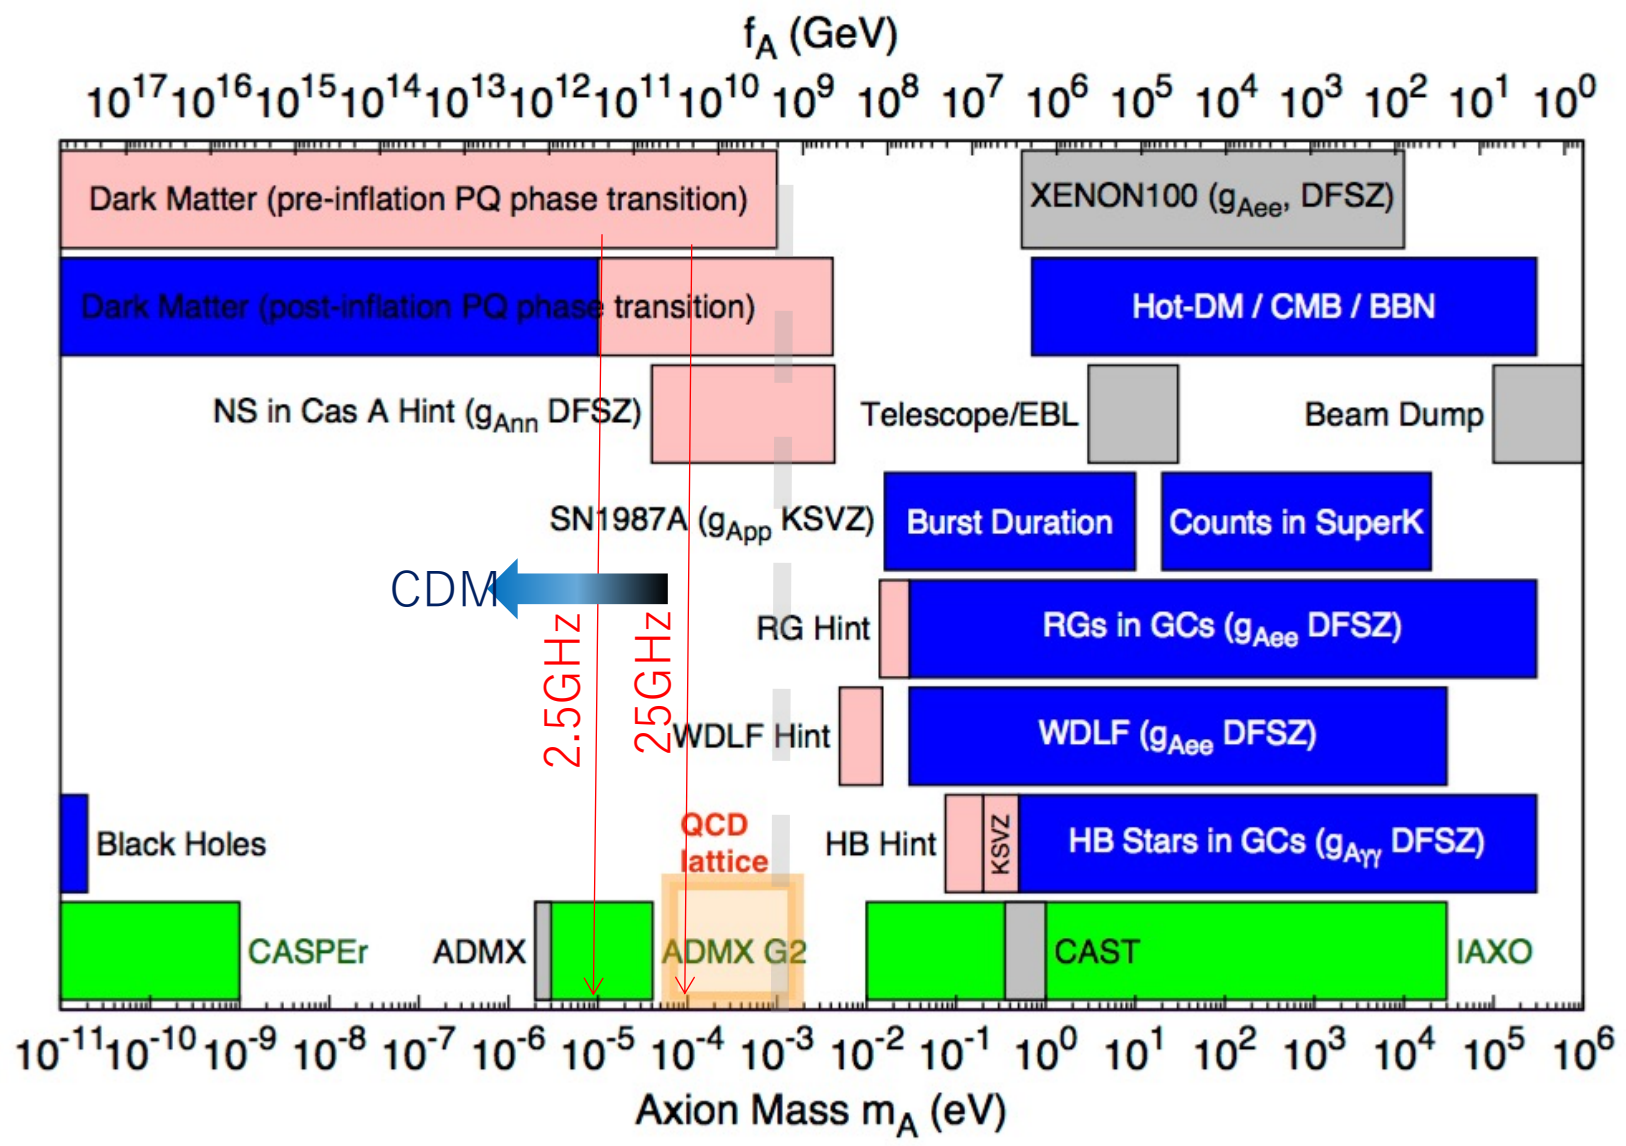 f_A (GeV)
10^17 10^16 10^15 10^14 10^13 10^12 10^11 10^10 10^9 10^8 10^7 10^6 10^5 10^4 10^3 10^2 10^1 10^0
Dark Matter (pre-inflation PQ phase transition)
XENON100 (g_Aee, DFSZ)
Dark Matter (post-inflation PQ phase transition)
Hot-DM / CMB / BBN
NS in Cas A Hint (g_Ann DFSZ)
Telescope/EBL
Beam Dump
SN1987A (g_App KSVZ)
Burst Duration
Counts in SuperK
CDM
2.5GHz
25GHz
RG Hint
RGs in GCs (g_Aee DFSZ)
WDLF Hint
WDLF (g_Aee DFSZ)
QCD
lattice
Black Holes
HB Hint
KSVZ
HB Stars in GCs (g_Aγγ DFSZ)
CASPEr
ADMX
ADMX G2
CAST
IAXO
10^-11 10^-10 10^-9 10^-8 10^-7 10^-6 10^-5 10^-4 10^-3 10^-2 10^-1 10^0 10^1 10^2 10^3 10^4 10^5 10^6
Axion Mass m_A (eV)